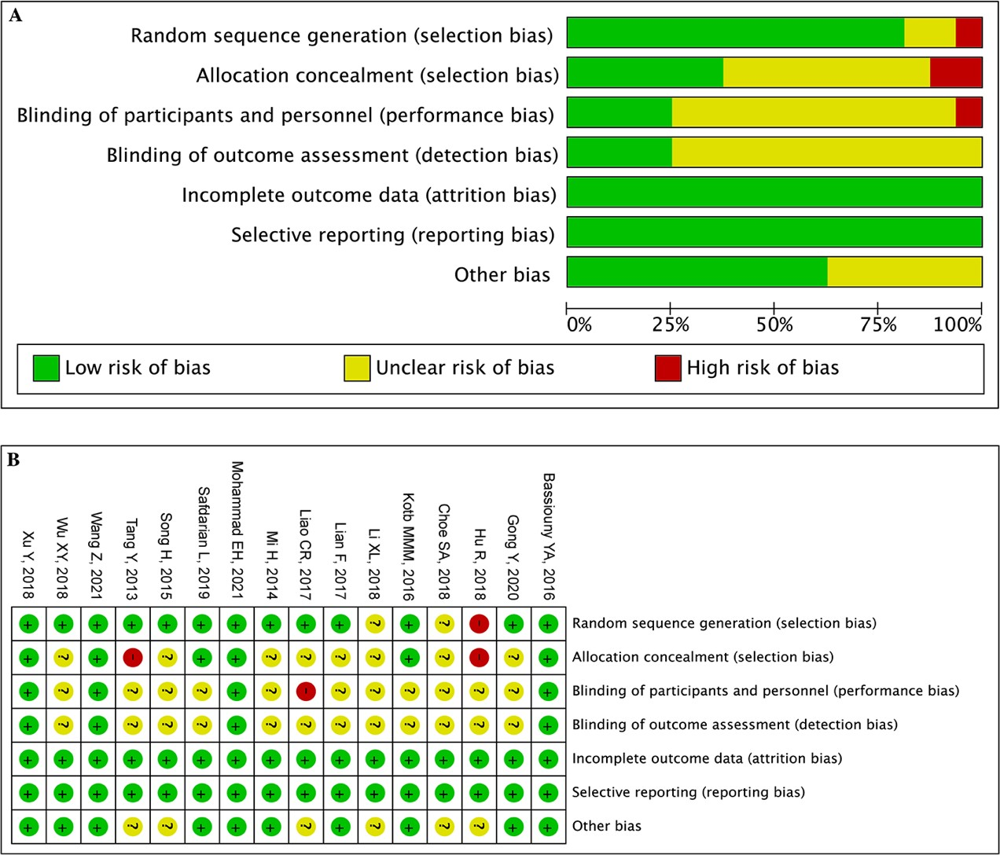 A
Random sequence generation (selection bias)
Allocation concealment (selection bias)
Blinding of participants and personnel (performance bias)
Blinding of outcome assessment (detection bias)
Incomplete outcome data (attrition bias)
Selective reporting (reporting bias)
Other bias
0% 25% 50% 75% 100%
Low risk of bias Unclear risk of bias High risk of bias
B
Xu Y, 2018
Wu XY, 2018
Wang Z, 2021
Tang Y, 2013
Song H, 2015
Safdarian L, 2019
Mohammad EH, 2021
Mi H, 2014
Liao CR, 2017
Lian F, 2017
Li XL, 2018
Kotb MMM, 2016
Choe SA, 2018
Hu R, 2018
Gong Y, 2020
Bassiouny YA, 2016
+ + + + + + + + + + ? + ? - + + Random sequence generation (selection bias)
+ ? + - ? + + ? ? ? ? + ? - ? + Allocation concealment (selection bias)
+ ? + ? ? ? + ? - ? ? ? ? ? ? + Blinding of participants and personnel (performance bias)
+ ? + ? ? ? + ? ? ? ? ? ? ? ? + Blinding of outcome assessment (detection bias)
+ + + + + + + + + + + + + + + + Incomplete outcome data (attrition bias)
+ + + + + + + + + + + + + + + + Selective reporting (reporting bias)
+ + + ? ? + + + ? + ? + ? ? + + Other bias